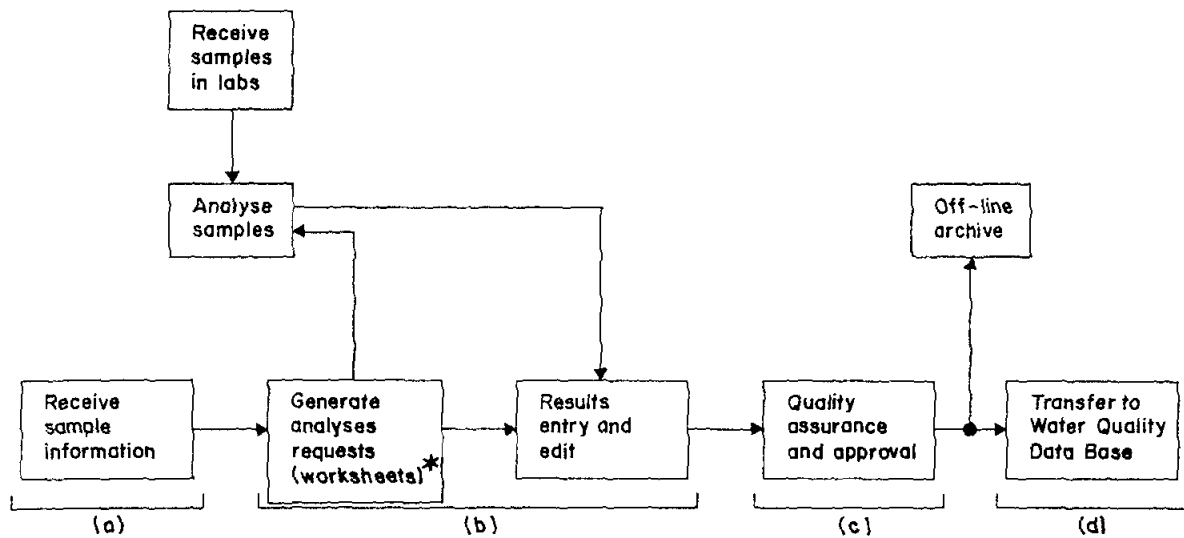 Receive
samples
in labs
Analyse
samples
Off-line
archive
Receive
sample
information
Generate
analyses
requests
(worksheets)*
Results
entry and
edit
Quality
assurance
and approval
Transfer to
Water Quality
Data Base
(a)
(b)
(c)
(d)